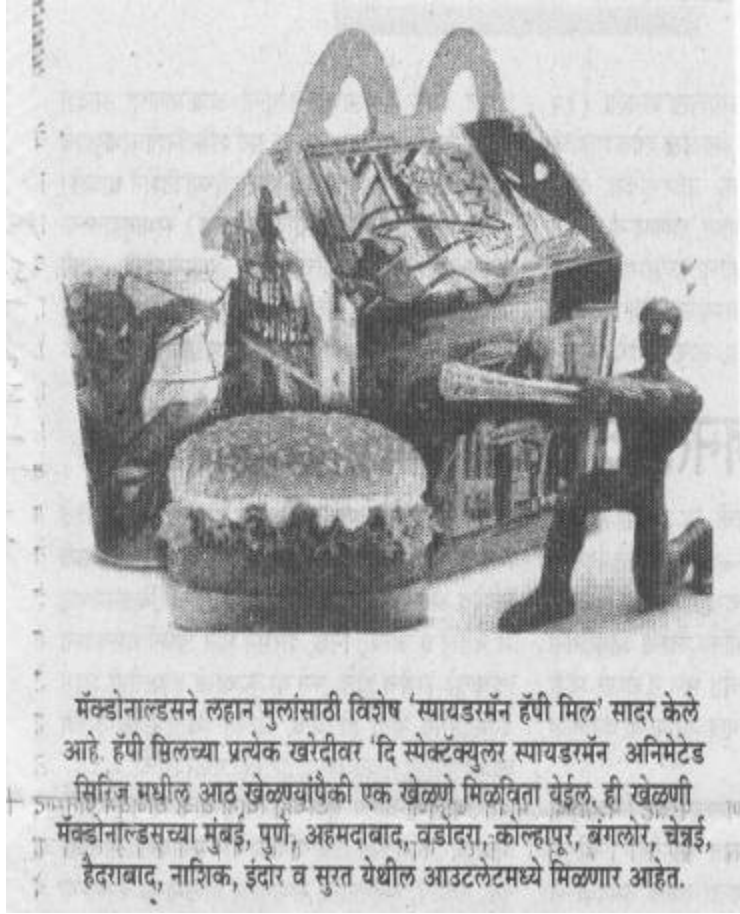 मॅक्डोनाल्डसने लहान मुलांसाठी विशेष ‘स्पायडरमॅन हॅपी मिल’ सादर केले
आहे. हॅपी मिलच्या प्रत्येक खरेदीवर ‘दि स्पेक्टॅक्युलर स्पायडरमॅन अनिमेटेड
सिरिज मधील आठ खेळण्यांपैकी एक खेळणे मिळविता येईल. ही खेळणी
मॅक्डोनाल्डसच्या मुंबई, पुणे, अहमदाबाद, वडोदरा, कोल्हापूर, बंगलोर, चेन्नई,
हैदराबाद, नाशिक, इंदोर व सुरत येथील आउटलेटमध्ये मिळणार आहेत.